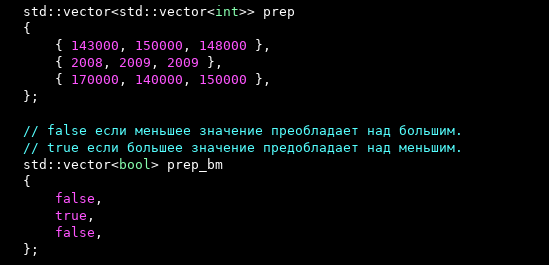 std::vector<std::vector<int>> prep
{
    { 143000, 150000, 148000 },
    { 2008, 2009, 2009 },
    { 170000, 140000, 150000 },
};

// false если меньшее значение преобладает над большим.
// true если большее значение предобладает над меньшим.
std::vector<bool> prep_bm
{
    false,
    true,
    false,
};